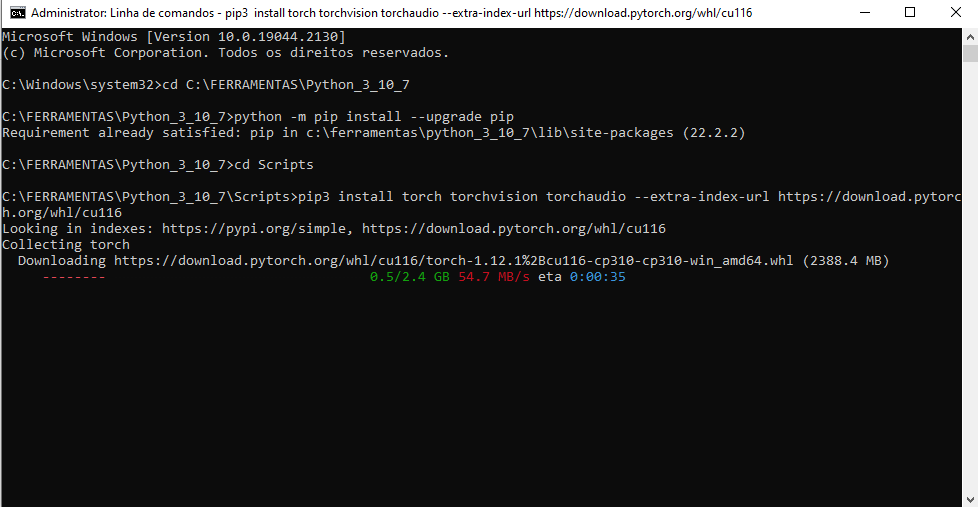 Administrator: Linha de comandos - pip3 install torch torchvision torchaudio --extra-index-url https://download.pytorch.org/whl/cu116
Microsoft Windows [Version 10.0.19044.2130]
(c) Microsoft Corporation. Todos os direitos reservados.
C:\Windows\system32>cd C:\FERRAMENTAS\Python_3_10_7
C:\FERRAMENTAS\Python_3_10_7>python -m pip install --upgrade pip
Requirement already satisfied: pip in c:\ferramentas\python_3_10_7\lib\site-packages (22.2.2)
C:\FERRAMENTAS\Python_3_10_7>cd Scripts
C:\FERRAMENTAS\Python_3_10_7\Scripts>pip3 install torch torchvision torchaudio --extra-index-url https://download.pytorc
h.org/whl/cu116
Looking in indexes: https://pypi.org/simple, https://download.pytorch.org/whl/cu116
Collecting torch
  Downloading https://download.pytorch.org/whl/cu116/torch-1.12.1%2Bcu116-cp310-cp310-win_amd64.whl (2388.4 MB)
     -------- 0.5/2.4 GB 54.7 MB/s eta 0:00:35